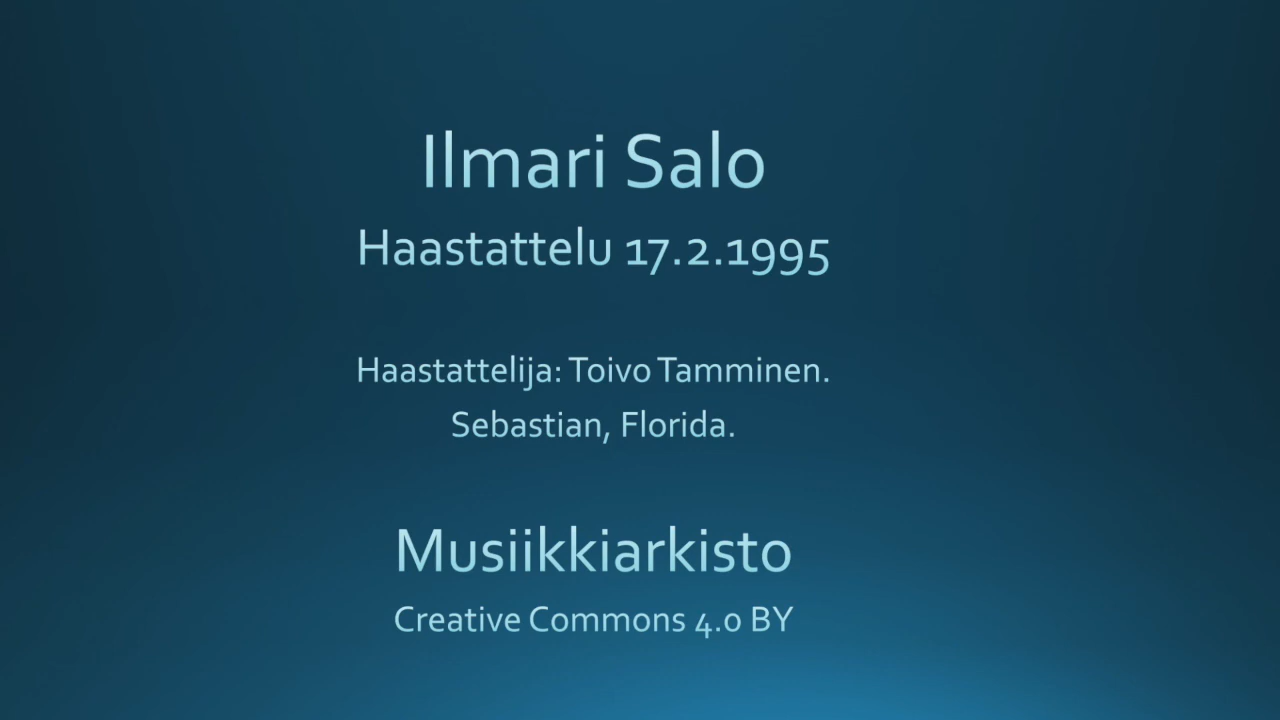 Ilmari Salo
Haastattelu 17.2.1995
Haastattelija: Toivo Tamminen.
Sebastian, Florida.
Musiikkiarkisto
Creative Commons 4.0 BY